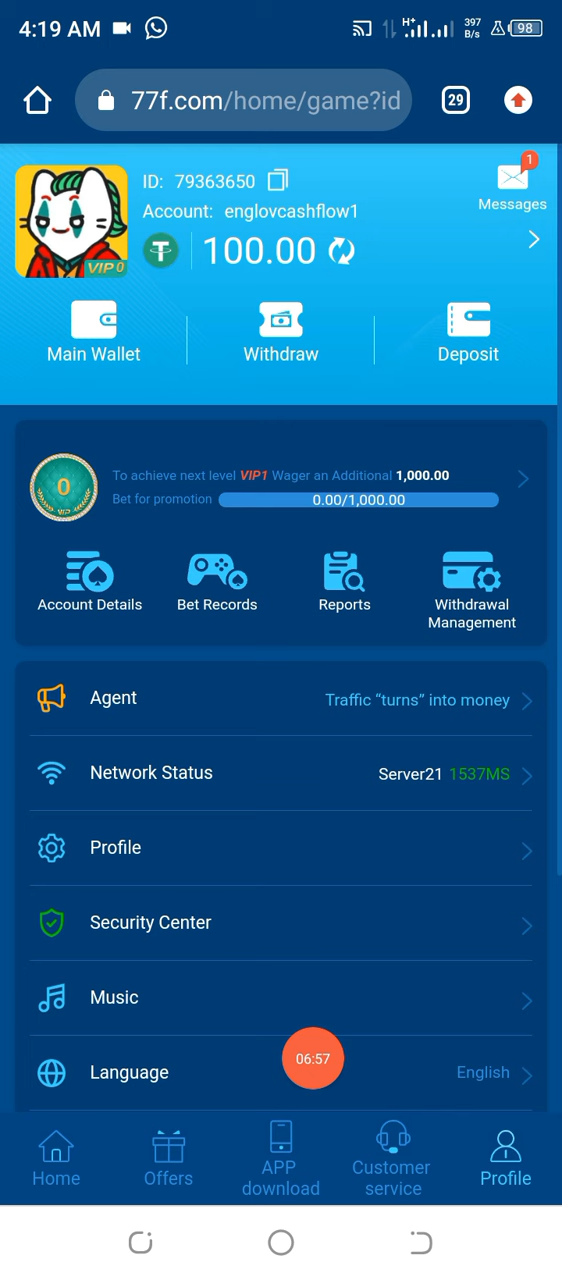 4:19 AM
H+
397
B/s
98
77f.com/home/game?id
29
ID: 79363650
1
Messages
Account: englovcashflow1
VIP 0
100.00
Main Wallet
Withdraw
Deposit
0
VIP
To achieve next level VIP1 Wager an Additional 1,000.00
Bet for promotion 0.00/1,000.00
Account Details
Bet Records
Reports
Withdrawal
Management
Agent
Traffic “turns” into money
Network Status
Server21 1537MS
Profile
Security Center
Music
06:57
Language
English
Home
Offers
APP
download
Customer
service
Profile